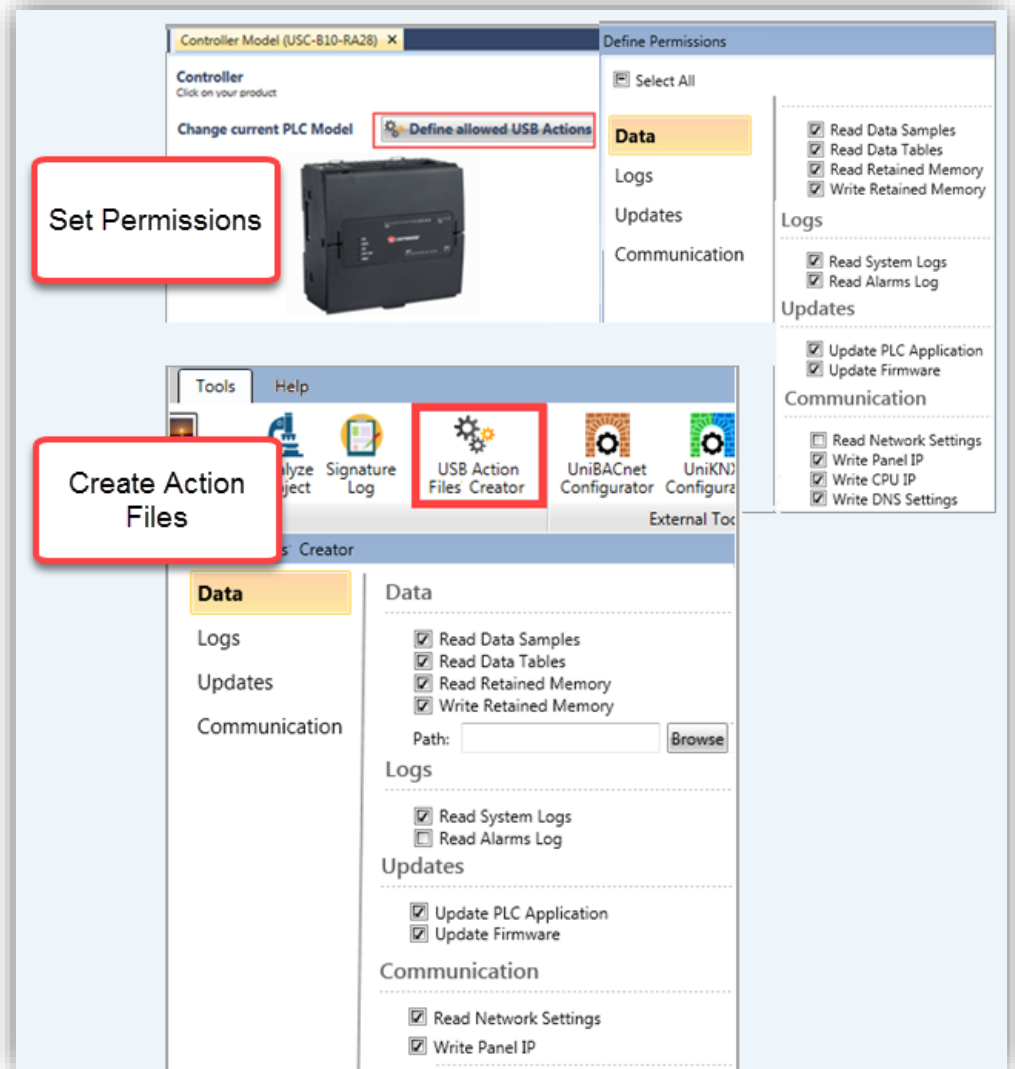 Controller Model (USC-B10-RA28) ×
Controller
Click on your product
Change current PLC Model
Define allowed USB Actions
Set Permissions
Define Permissions
Select All
Data
Logs
Updates
Communication
Read Data Samples
Read Data Tables
Read Retained Memory
Write Retained Memory
Logs
Read System Logs
Read Alarms Log
Updates
Update PLC Application
Update Firmware
Communication
Read Network Settings
Write Panel IP
Write CPU IP
Write DNS Settings
Tools
Help
Signature
Log
USB Action
Files Creator
UniBACnet
Configurator
UniKNX
Configura
External Too
Create Action
Files
Creator
Data
Logs
Updates
Communication
Data
Read Data Samples
Read Data Tables
Read Retained Memory
Write Retained Memory
Path:
Browse
Logs
Read System Logs
Read Alarms Log
Updates
Update PLC Application
Update Firmware
Communication
Read Network Settings
Write Panel IP